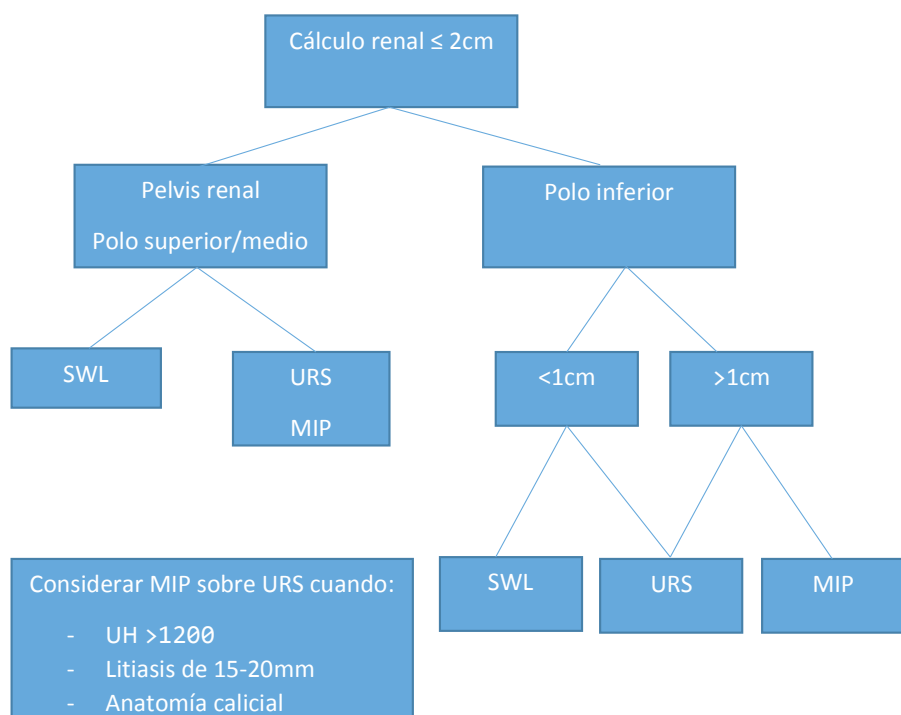 Cálculo renal ≤ 2cm
Pelvis renal
Polo superior/medio
Polo inferior
SWL
URS
MIP
<1cm
>1cm
SWL
URS
MIP
Considerar MIP sobre URS cuando:
- UH >1200
- Litiasis de 15-20mm
- Anatomía calicial